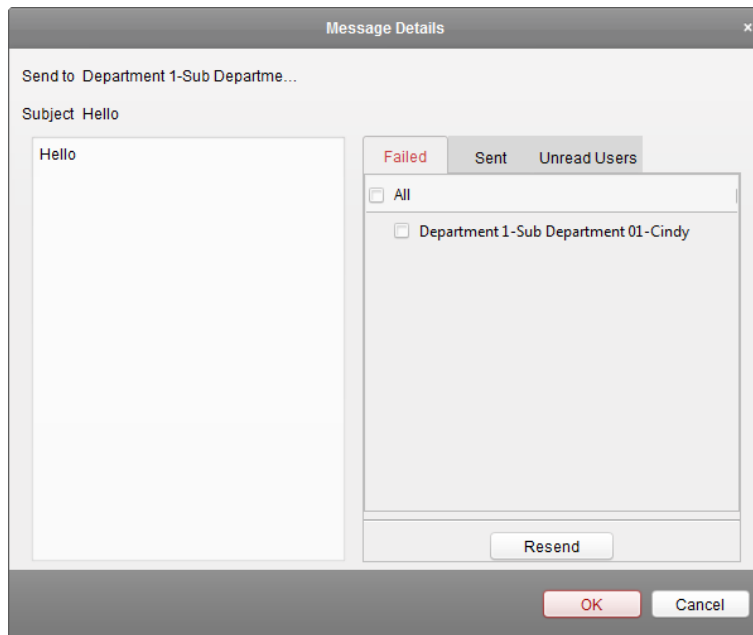 Message Details
Send to Department 1-Sub Departme...
Subject Hello
Hello
Failed Sent Unread Users
All
Department 1-Sub Department 01-Cindy
Resend
OK Cancel